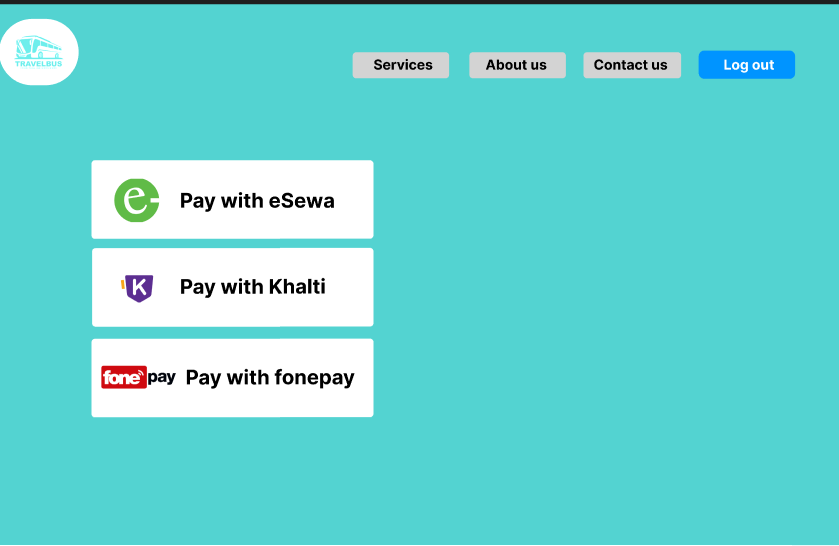 TRAVELBUS
Services
About us
Contact us
Log out
e
Pay with eSewa
K
Pay with Khalti
fonepay
Pay with fonepay